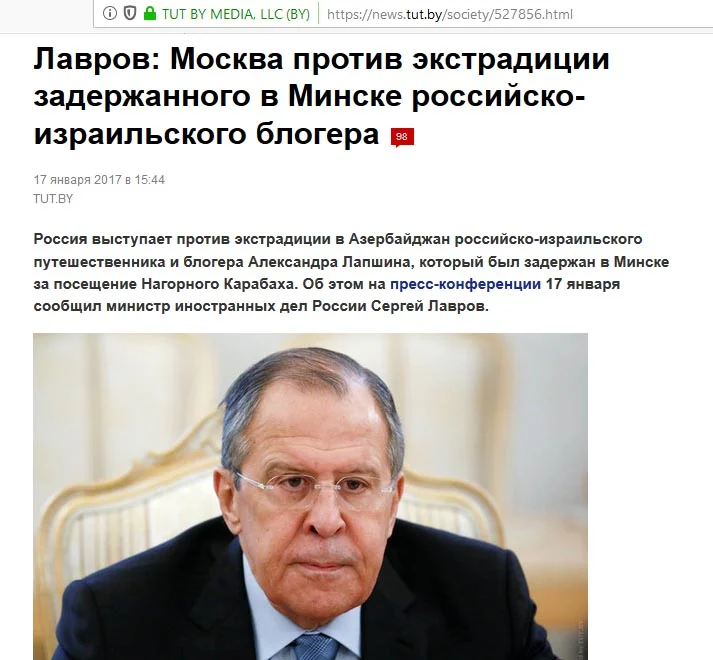 TUT BY MEDIA, LLC (BY) https://news.tut.by/society/527856.html
Лавров: Москва против экстрадиции
задержанного в Минске российско-
израильского блогера 98
17 января 2017 в 15:44
TUT.BY
Россия выступает против экстрадиции в Азербайджан российско-израильского
путешественника и блогера Александра Лапшина, который был задержан в Минске
за посещение Нагорного Карабаха. Об этом на пресс-конференции 17 января
сообщил министр иностранных дел России Сергей Лавров.